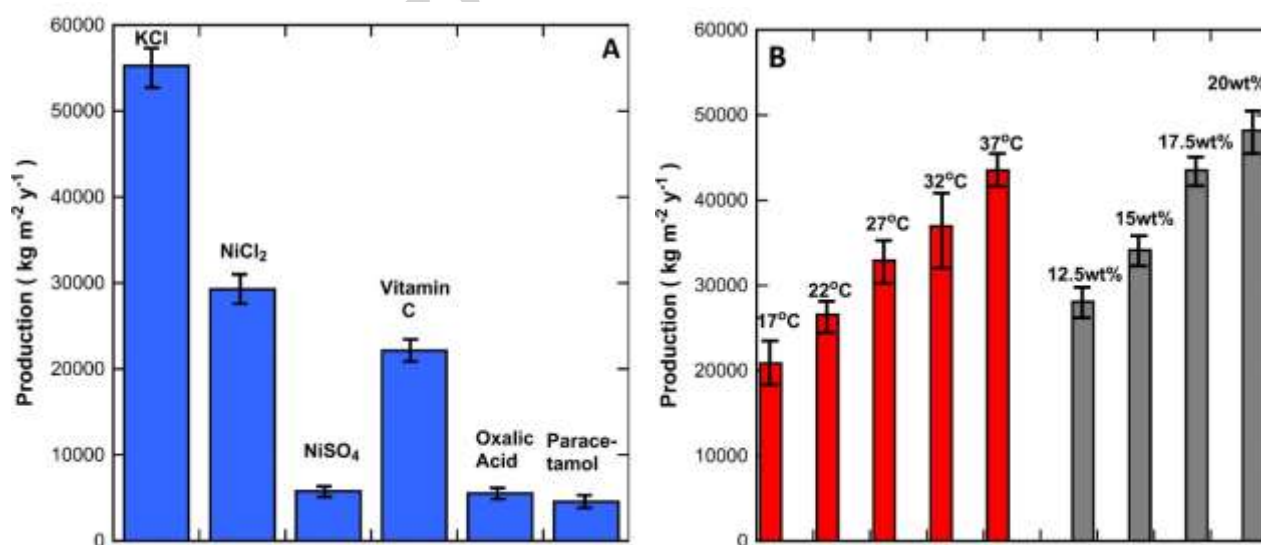 KCl
A
60000
50000
40000
30000
20000
10000
0
Production ( kg m⁻² y⁻¹ )
NiCl₂
NiSO₄
Vitamin
C
Oxalic
Acid
Parace-
tamol
B
60000
50000
40000
30000
20000
10000
0
Production ( kg m⁻² y⁻¹ )
17°C
22°C
27°C
32°C
37°C
12.5wt%
15wt%
17.5wt%
20wt%